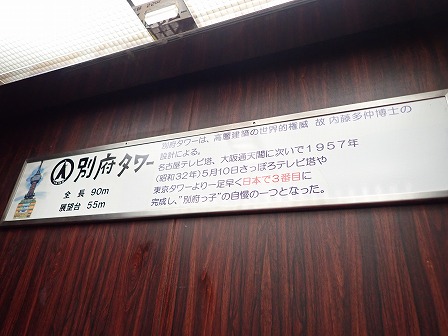 別府タワー
全長 90m
展望台 55m
別府タワーは、高層建築の世界的権威 故 内藤多仲博士の
設計による。
名古屋テレビ塔、大阪通天閣に次いで1957年
(昭和32年)5月10日さっぽろテレビ塔や
東京タワーより一足早く日本で3番目に
完成し、"別府っ子"の自慢の一つとなった。